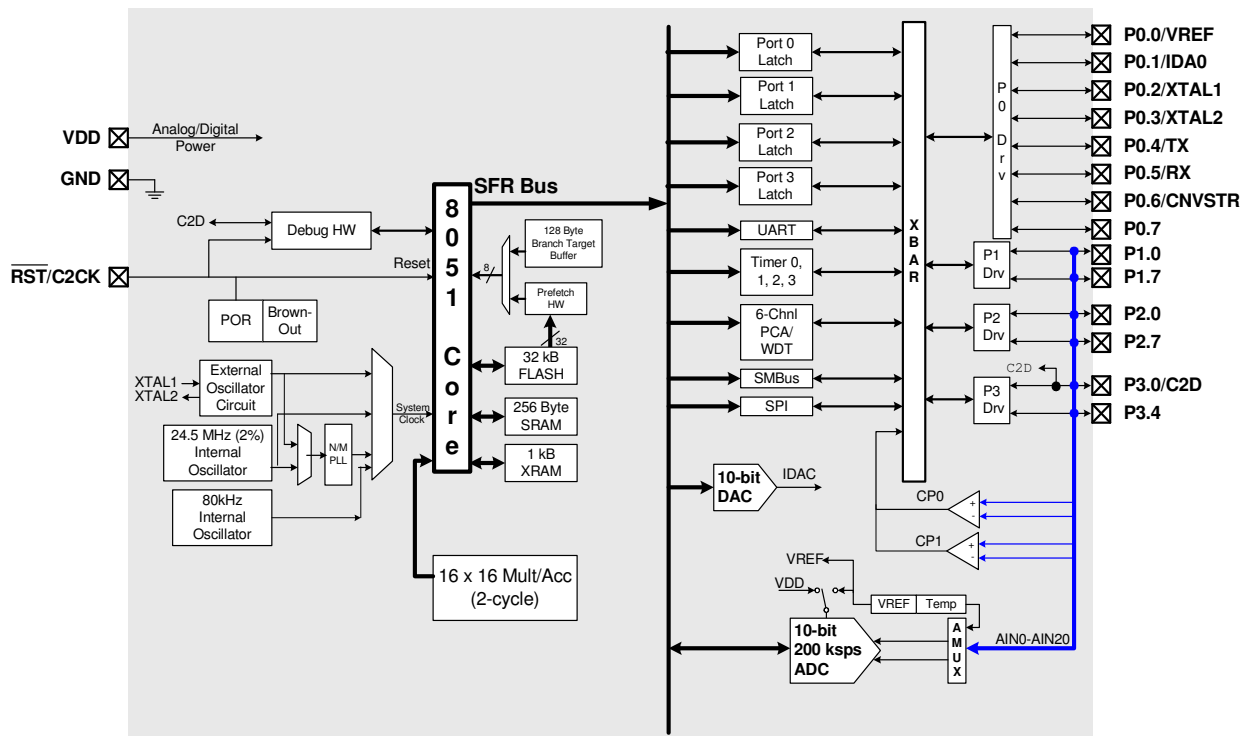 VDD
Analog/Digital
Power
GND
RST/C2CK
C2D
Debug HW
Reset
POR
Brown-
Out
XTAL1
XTAL2
External
Oscillator
Circuit
24.5 MHz (2%)
Internal
Oscillator
N/M
PLL
80kHz
Internal
Oscillator
System
Clock
8051 Core
SFR Bus
128 Byte
Branch Target
Buffer
8
Prefetch
HW
32
32 kB
FLASH
256 Byte
SRAM
1 kB
XRAM
16 x 16 Mult/Acc
(2-cycle)
Port 0
Latch
Port 1
Latch
Port 2
Latch
Port 3
Latch
UART
Timer 0,
1, 2, 3
6-Chnl
PCA/
WDT
SMBus
SPI
10-bit
DAC
IDAC
XBAR
P0 Drv
P1
Drv
P2
Drv
P3
Drv
C2D
CP0
+
-
CP1
+
-
VREF
VDD
VREF
Temp
10-bit
200 ksps
ADC
AMUX
AIN0-AIN20
P0.0/VREF
P0.1/IDA0
P0.2/XTAL1
P0.3/XTAL2
P0.4/TX
P0.5/RX
P0.6/CNVSTR
P0.7
P1.0
P1.7
P2.0
P2.7
P3.0/C2D
P3.4